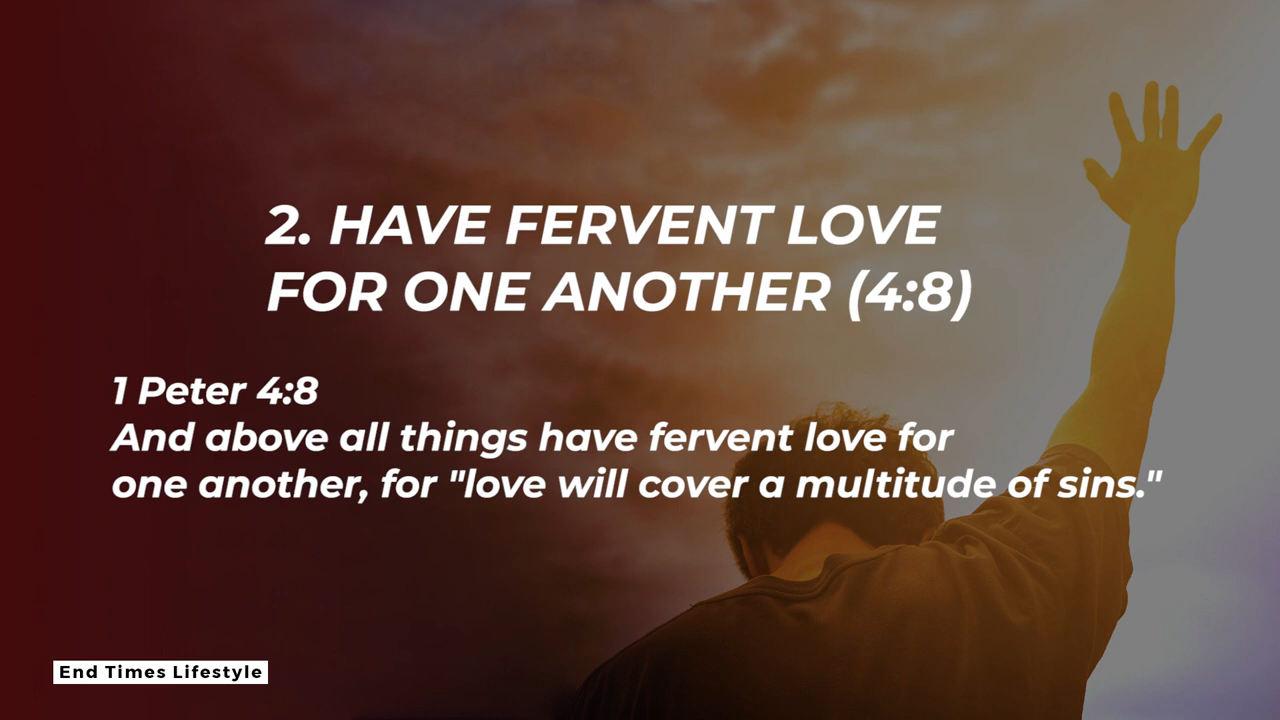 2. HAVE FERVENT LOVE
FOR ONE ANOTHER (4:8)
1 Peter 4:8
And above all things have fervent love for
one another, for "love will cover a multitude of sins."
End Times Lifestyle